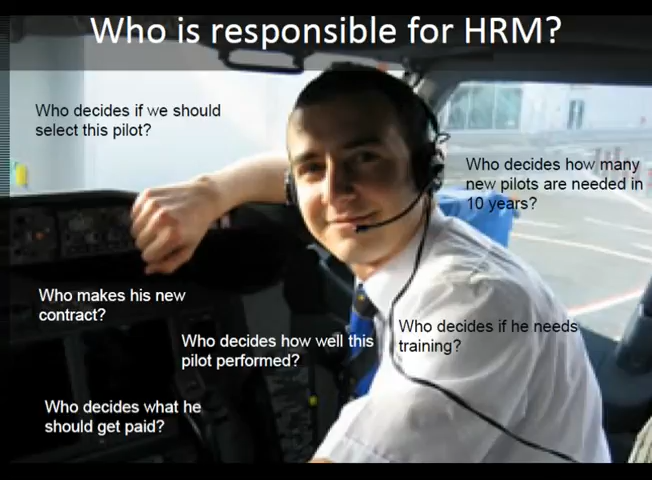 Who is responsible for HRM?
Who decides if we should
select this pilot?
Who decides how many
new pilots are needed in
10 years?
Who makes his new
contract?
Who decides how well this
pilot performed?
Who decides if he needs
training?
Who decides what he
should get paid?